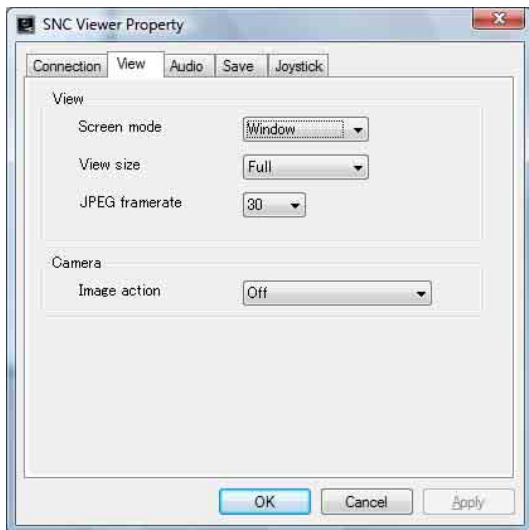 SNC Viewer Property
Connection View Audio Save Joystick
View
Screen mode Window
View size Full
JPEG framerate 30
Camera
Image action Off
OK Cancel Apply